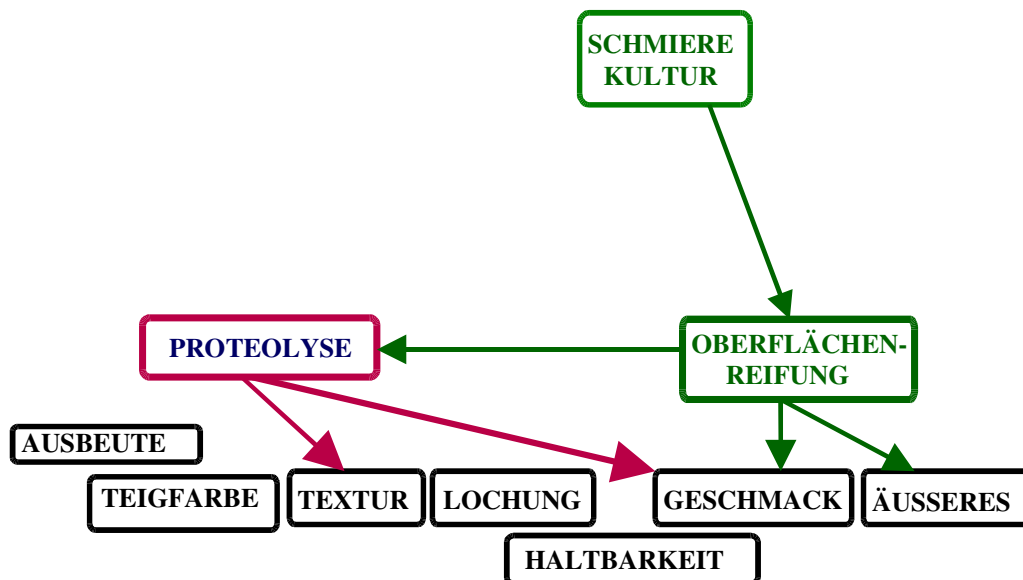 SCHMIERE
KULTUR
PROTEOLYSE
OBERFLÄCHEN-
REIFUNG
AUSBEUTE
TEIGFARBE
TEXTUR
LOCHUNG
GESCHMACK
ÄUSSERES
HALTBARKEIT